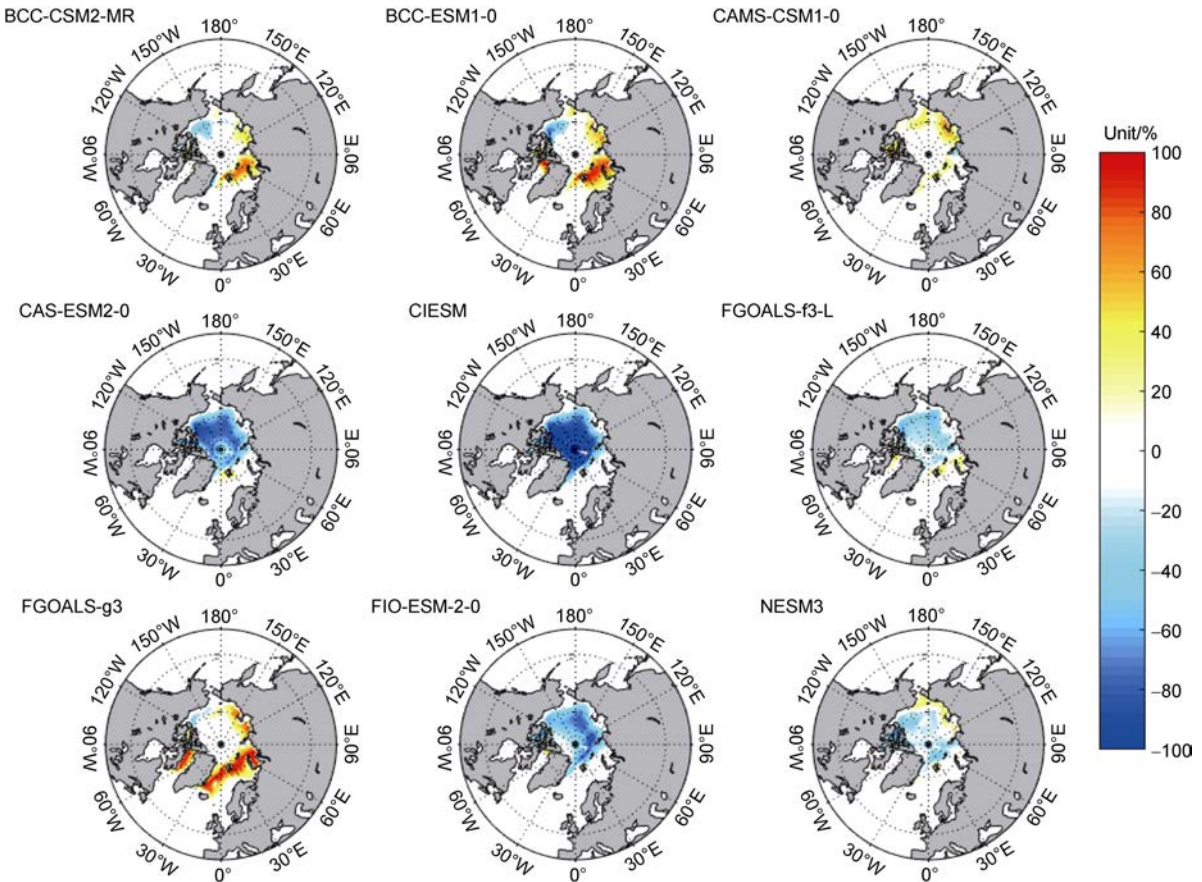 BCC-CSM2-MR
180°
150°W
150°E
120°W
120°E
90°W
90°E
60°W
60°E
30°W
30°E
0°
BCC-ESM1-0
180°
150°W
150°E
120°W
120°E
90°W
90°E
60°W
60°E
30°W
30°E
0°
CAMS-CSM1-0
180°
150°W
150°E
120°W
120°E
90°W
90°E
60°W
60°E
30°W
30°E
0°
CAS-ESM2-0
180°
150°W
150°E
120°W
120°E
90°W
90°E
60°W
60°E
30°W
30°E
0°
CIESM
180°
150°W
150°E
120°W
120°E
90°W
90°E
60°W
60°E
30°W
30°E
0°
FGOALS-f3-L
180°
150°W
150°E
120°W
120°E
90°W
90°E
60°W
60°E
30°W
30°E
0°
FGOALS-g3
180°
150°W
150°E
120°W
120°E
90°W
90°E
60°W
60°E
30°W
30°E
0°
FIO-ESM-2-0
180°
150°W
150°E
120°W
120°E
90°W
90°E
60°W
60°E
30°W
30°E
0°
NESM3
180°
150°W
150°E
120°W
120°E
90°W
90°E
60°W
60°E
30°W
30°E
0°
Unit/%
100
80
60
40
20
0
−20
−40
−60
−80
−100